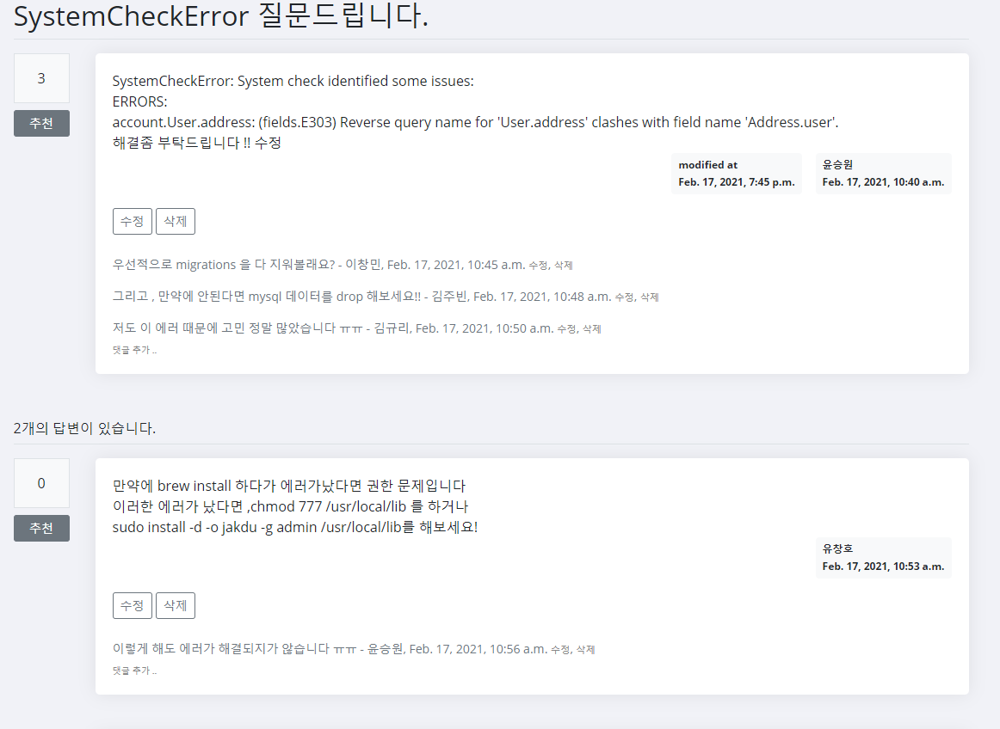 SystemCheckError 질문드립니다.
3
추천
SystemCheckError: System check identified some issues:
ERRORS:
account.User.address: (fields.E303) Reverse query name for 'User.address' clashes with field name 'Address.user'.
해결좀 부탁드립니다 !! 수정
modified at
Feb. 17, 2021, 7:45 p.m.
윤승원
Feb. 17, 2021, 10:40 a.m.
수정 삭제
우선적으로 migrations 을 다 지워볼래요? - 이창민, Feb. 17, 2021, 10:45 a.m. 수정, 삭제
그리고 , 만약에 안된다면 mysql 데이터를 drop 해보세요!! - 김주빈, Feb. 17, 2021, 10:48 a.m. 수정, 삭제
저도 이 에러 때문에 고민 정말 많았습니다 ㅠㅠ - 김규리, Feb. 17, 2021, 10:50 a.m. 수정, 삭제
댓글 추가 ..
2개의 답변이 있습니다.
0
추천
만약에 brew install 하다가 에러가났다면 권한 문제입니다
이러한 에러가 났다면 ,chmod 777 /usr/local/lib 를 하거나
sudo install -d -o jakdu -g admin /usr/local/lib를 해보세요!
유창호
Feb. 17, 2021, 10:53 a.m.
수정 삭제
이렇게 해도 에러가 해결되지가 않습니다 ㅠㅠ - 윤승원, Feb. 17, 2021, 10:56 a.m. 수정, 삭제
댓글 추가 ..